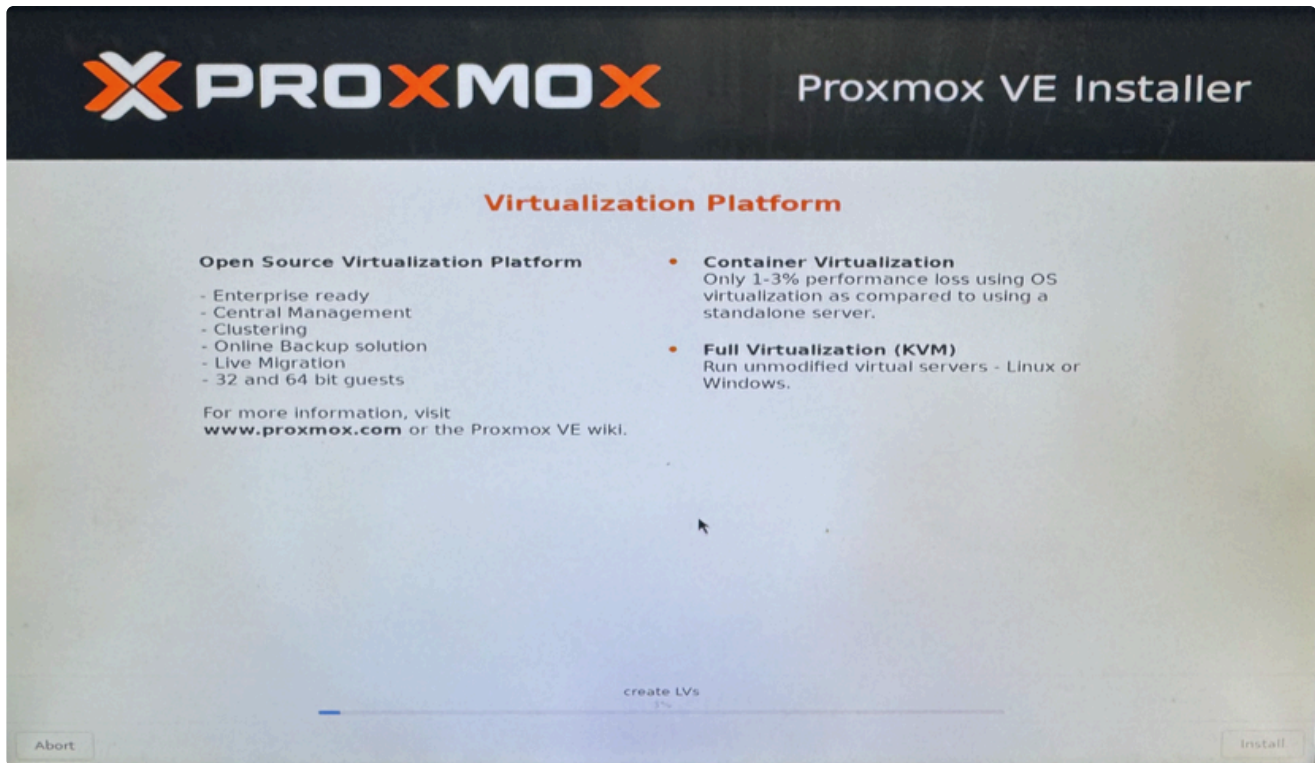 PROXMOX
Proxmox VE Installer
Virtualization Platform
Open Source Virtualization Platform
- Enterprise ready
- Central Management
- Clustering
- Online Backup solution
- Live Migration
- 32 and 64 bit guests
For more information, visit
www.proxmox.com or the Proxmox VE wiki.
• Container Virtualization
Only 1-3% performance loss using OS
virtualization as compared to using a
standalone server.
• Full Virtualization (KVM)
Run unmodified virtual servers - Linux or
Windows.
create LVs
Abort
Install